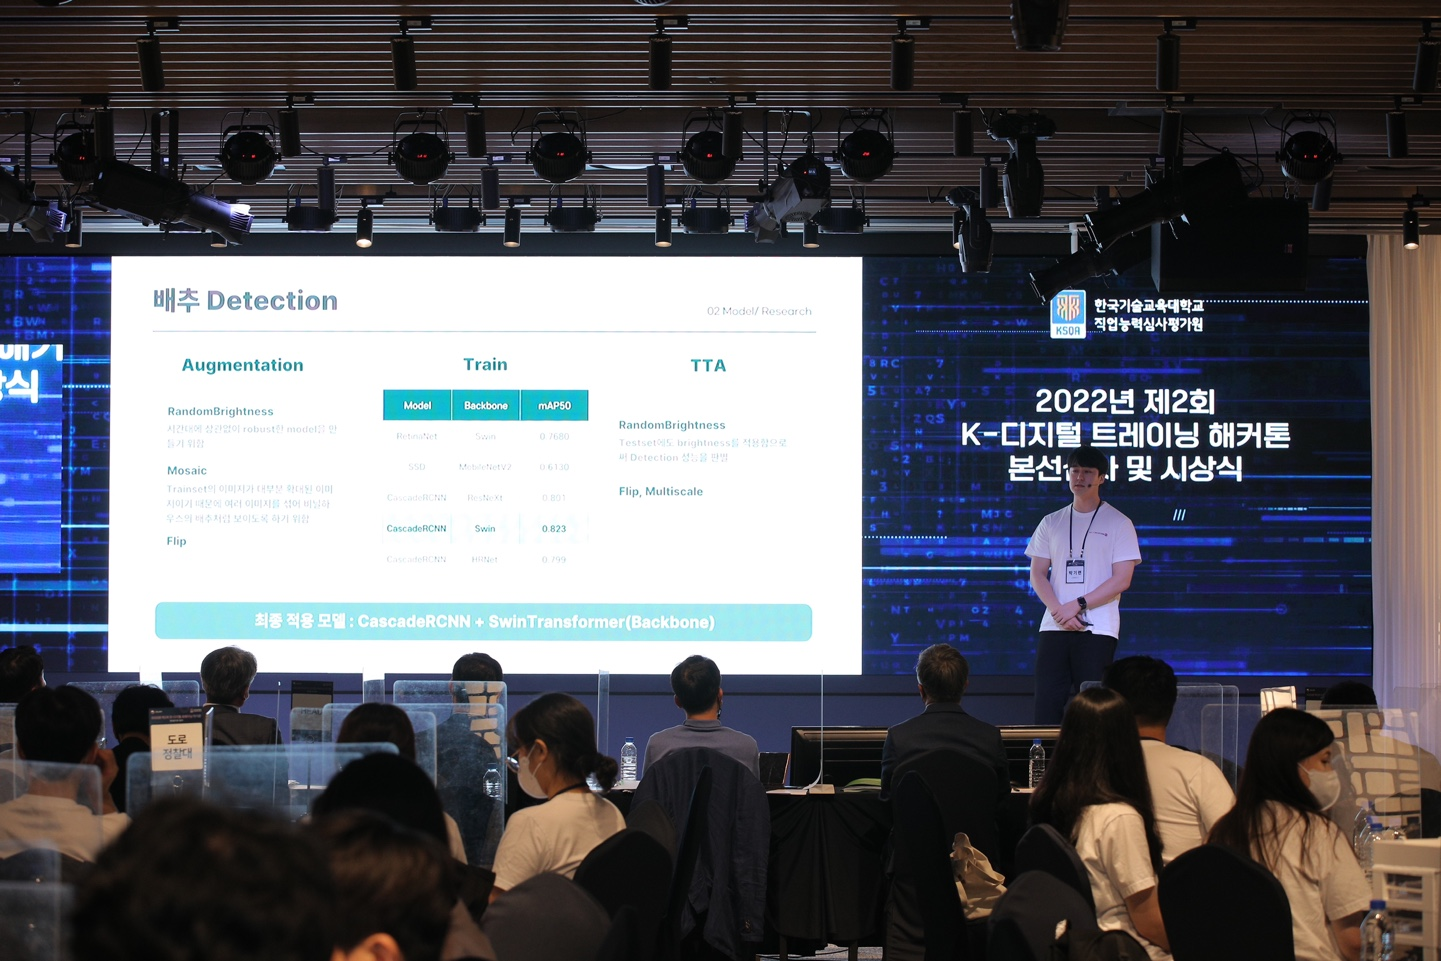 배추 Detection
02 Model/ Research
Augmentation
RandomBrightness
시간대에 상관없이 robust한 model을 만
들기 위함
Mosaic
Trainset의 이미지가 대부분 확대된 이미
지이기 때문에 여러 이미지를 섞어 비닐하
우스의 배추처럼 보이도록 하기 위함
Flip
Train
Model Backbone mAP50
RetinaNet Swin 0.7680
SSD MobileNetV2 0.6130
CascadeRCNN ResNeXt 0.801
CascadeRCNN Swin 0.823
CascadeRCNN HRNet 0.799
TTA
RandomBrightness
Testset에도 brightness를 적용함으로
써 Detection 성능을
Flip, Multiscale
최종 적용 모델 : CascadeRCNN + SwinTransformer(Backbone)
KSQA
한국기술교육대학교
직업능력심사평가원
2022년 제2회
K-디지털 트레이닝 해커톤
본선 및 시상식
///
도로
정찰대